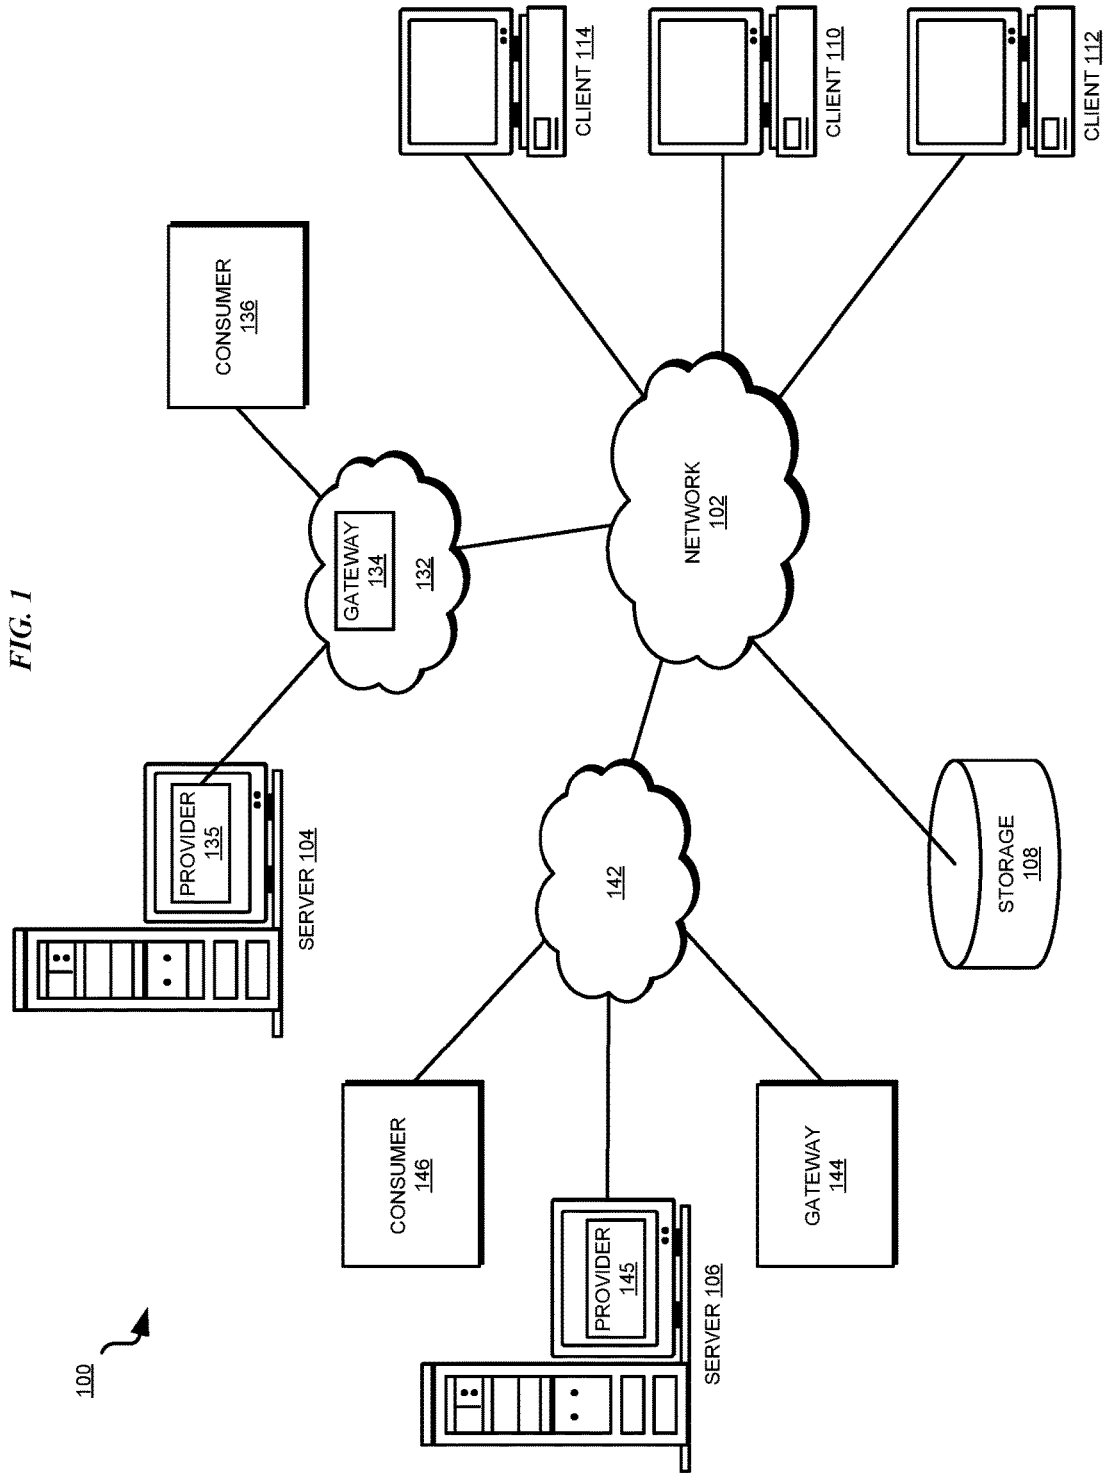 FIG. 1
100
SERVER 104
PROVIDER
135
CONSUMER
136
GATEWAY
134
132
CONSUMER
146
SERVER 106
PROVIDER
145
GATEWAY
144
142
NETWORK
102
STORAGE
108
CLIENT 114
CLIENT 110
CLIENT 112